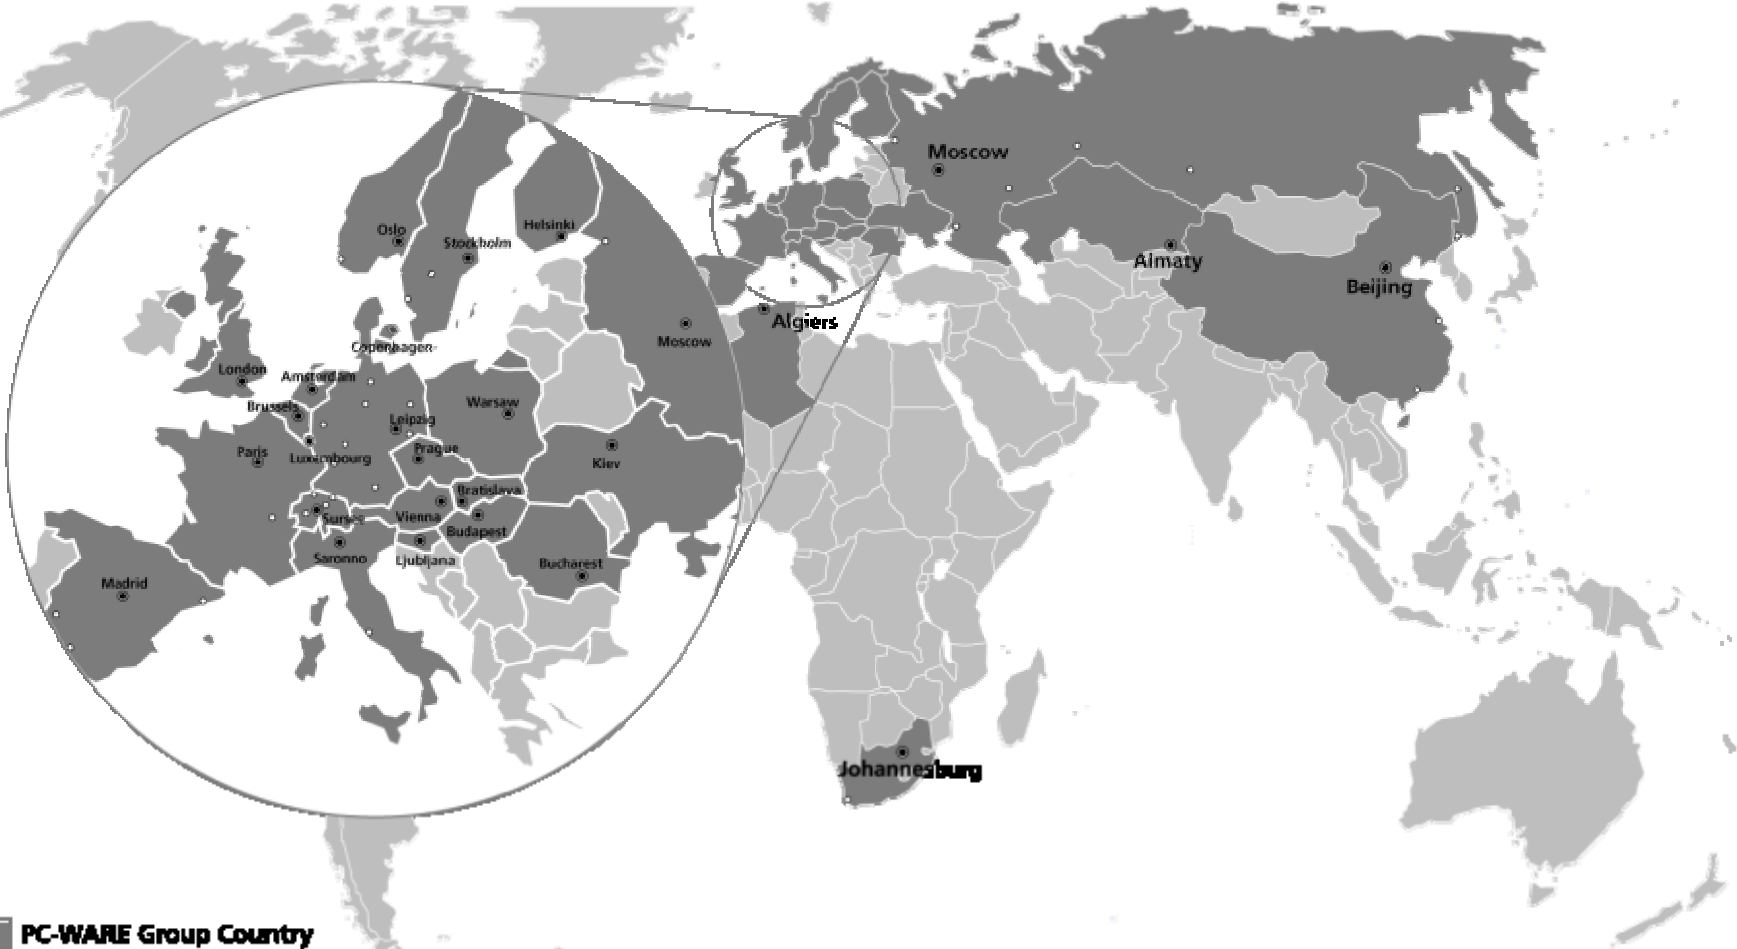 Moscow
Oslo
Helsinki
Stockholm
Almaty
Beijing
Algiers
Moscow
Copenhagen
London
Amsterdam
Brussels
Warsaw
Leipzig
Paris
Prague
Luxembourg
Kiev
Bratislava
Sursee
Vienna
Budapest
Saronno
Ljubljana
Bucharest
Madrid
Johannesburg
PC-WARE Group Country